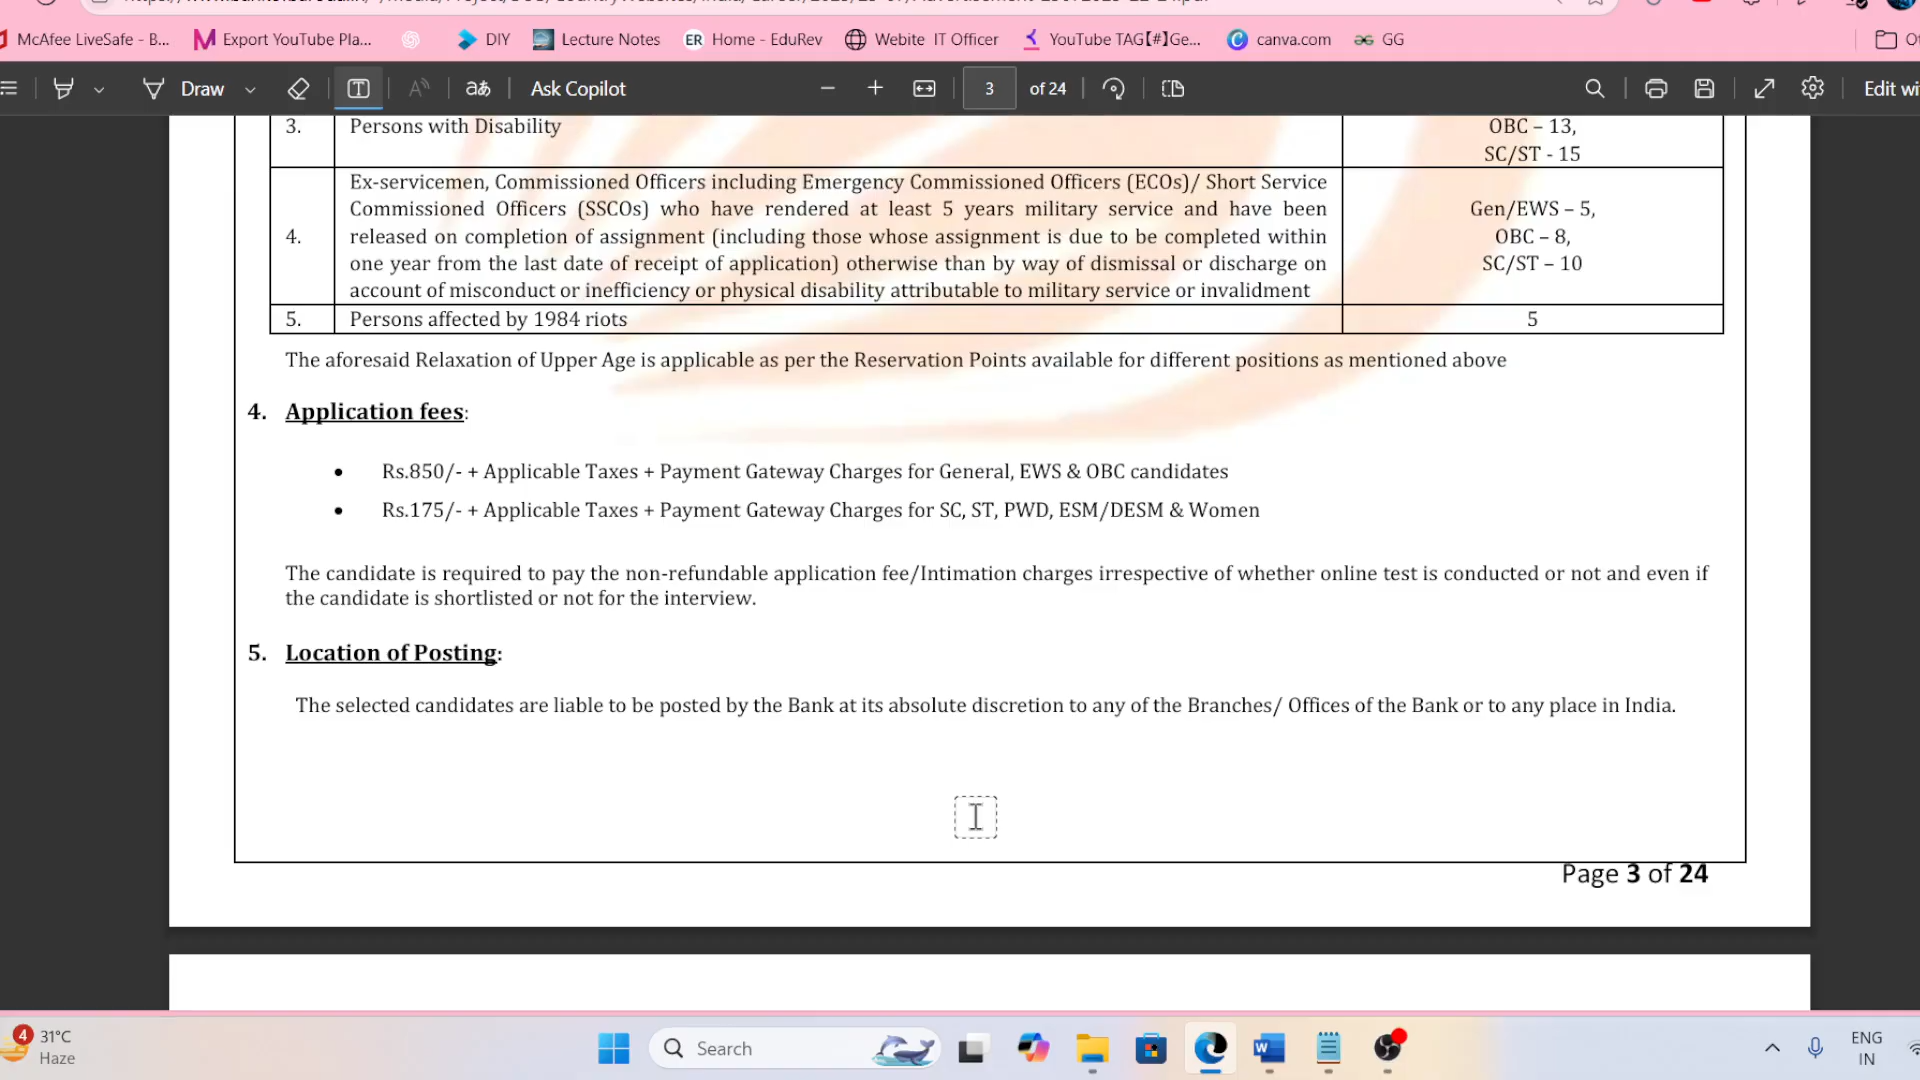 McAfee LiveSafe - B... Export YouTube Pla... DIY Lecture Notes ER Home - EduRev Webite IT Officer YouTube TAG【#】Ge... canva.com GG
Draw aあ Ask Copilot 3 of 24 Edit wi
3. Persons with Disability OBC – 13,
SC/ST - 15
4. Ex-servicemen, Commissioned Officers including Emergency Commissioned Officers (ECOs)/ Short Service
Commissioned Officers (SSCOs) who have rendered at least 5 years military service and have been
released on completion of assignment (including those whose assignment is due to be completed within
one year from the last date of receipt of application) otherwise than by way of dismissal or discharge on
account of misconduct or inefficiency or physical disability attributable to military service or invalidment
Gen/EWS – 5,
OBC – 8,
SC/ST – 10
5. Persons affected by 1984 riots 5
The aforesaid Relaxation of Upper Age is applicable as per the Reservation Points available for different positions as mentioned above
4. Application fees:
• Rs.850/- + Applicable Taxes + Payment Gateway Charges for General, EWS & OBC candidates
• Rs.175/- + Applicable Taxes + Payment Gateway Charges for SC, ST, PWD, ESM/DESM & Women
The candidate is required to pay the non-refundable application fee/Intimation charges irrespective of whether online test is conducted or not and even if
the candidate is shortlisted or not for the interview.
5. Location of Posting:
The selected candidates are liable to be posted by the Bank at its absolute discretion to any of the Branches/ Offices of the Bank or to any place in India.
Page 3 of 24
4 31°C
Haze
Search
ENG
IN